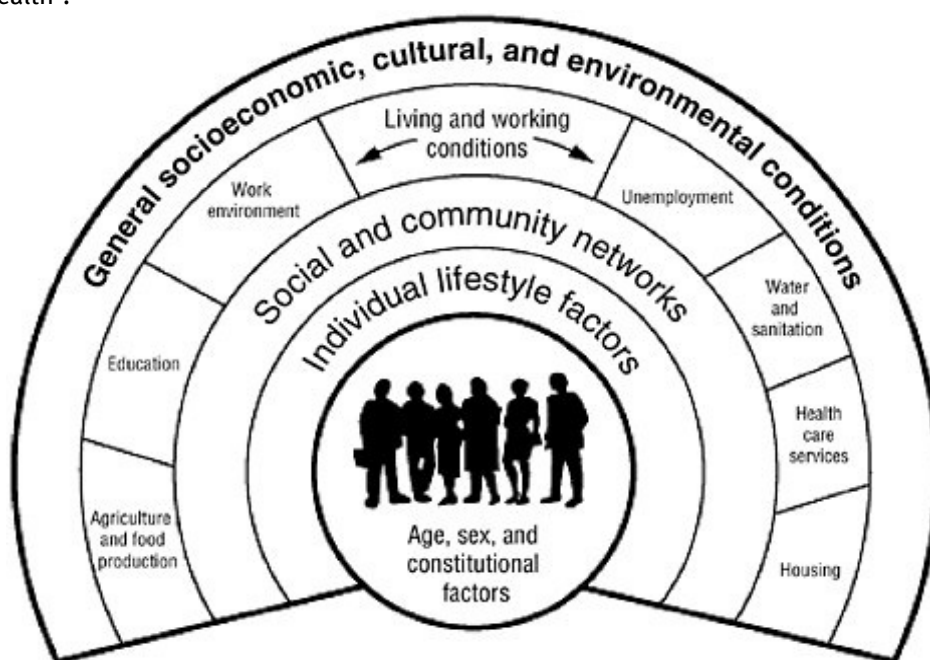 General socioeconomic, cultural, and environmental conditions
Living and working
conditions
Work
environment
Unemployment
Social and community networks
Individual lifestyle factors
Education
Water
and
sanitation
Agriculture
and food
production
Health
care
services
Housing
Age, sex, and
constitutional
factors